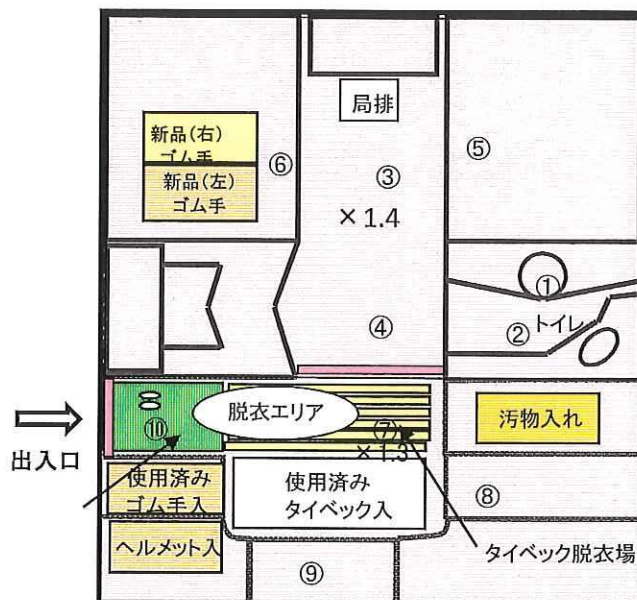 局排
新品(右)
ゴム手
新品(左)
ゴム手
⑥
③
⑤
× 1.4
①
②
トイレ
④
出入口
⑩
脱衣エリア
⑦
× 1.3
汚物入れ
使用済み
ゴム手入
使用済み
タイベック入
⑧
ヘルメット入
⑨
タイベック脱衣場